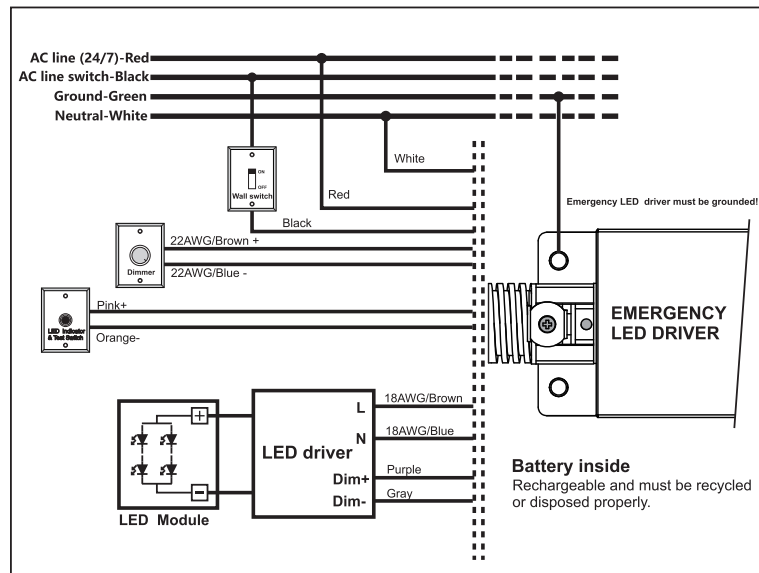 AC line (24/7)-Red
AC line switch-Black
Ground-Green
Neutral-White
White
ON
OFF
Wall switch
Red
Emergency LED driver must be grounded!
Black
22AWG/Brown +
Dimmer
22AWG/Blue -
Pink+
LED Indicator
& Test Switch
Orange-
EMERGENCY
LED DRIVER
+
-
LED Module
LED driver
L
18AWG/Brown
N
18AWG/Blue
Dim+
Purple
Dim-
Gray
Battery inside
Rechargeable and must be recycled
or disposed properly.